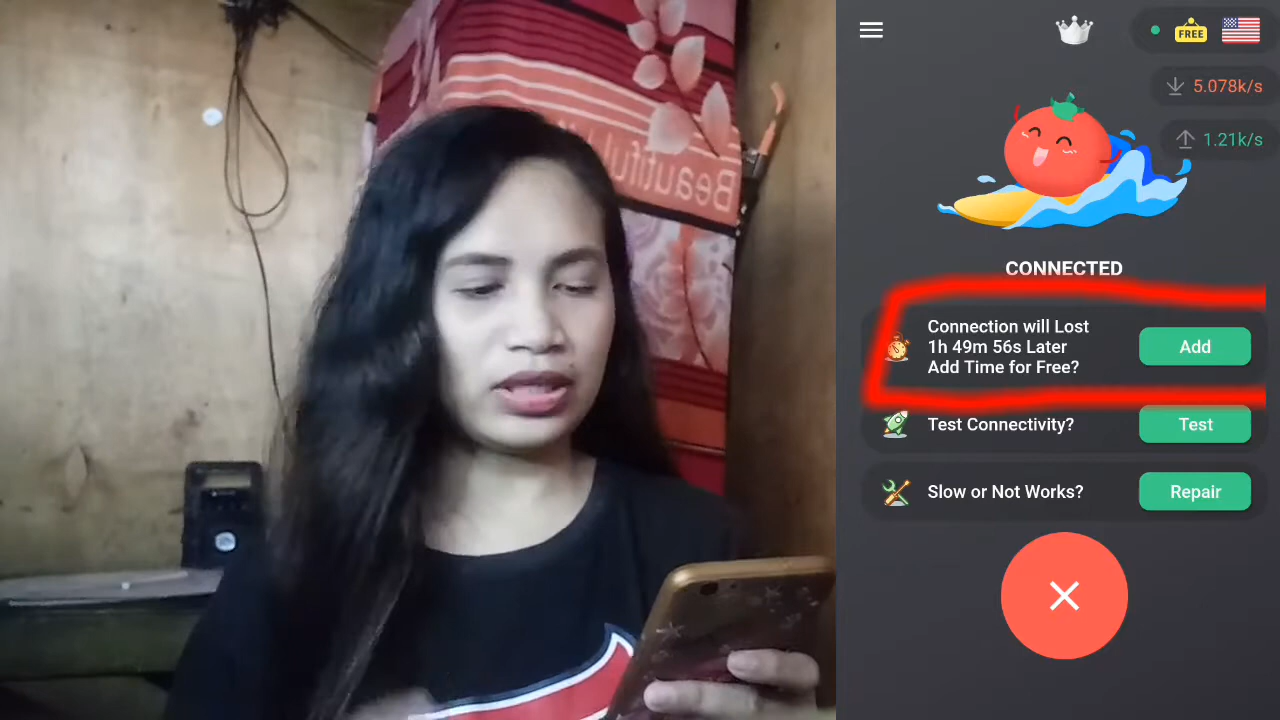 Beautiful
FREE
5.078k/s
1.21k/s
CONNECTED
Connection will Lost
1h 49m 56s Later
Add Time for Free?
Add
Test Connectivity?
Test
Slow or Not Works?
Repair